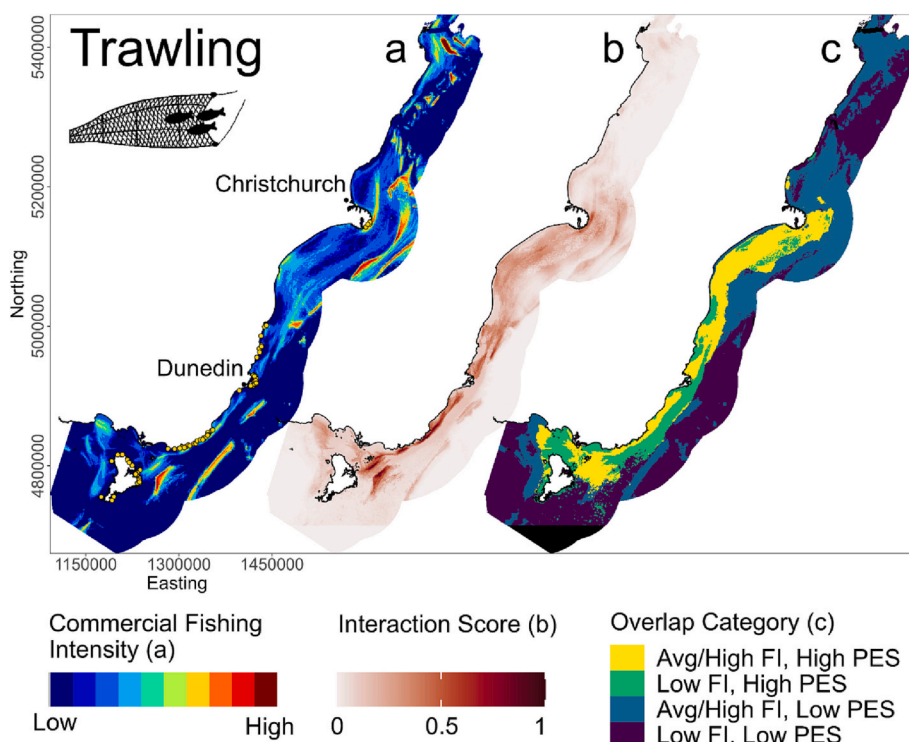 Trawling
a
b
c
Christchurch
Dunedin
Northing
5400000
5200000
5000000
4800000
1150000
1300000
1450000
Easting
Commercial Fishing
Intensity (a)
Low
High
Interaction Score (b)
0
0.5
1
Overlap Category (c)
Avg/High FI, High PES
Low FI, High PES
Avg/High FI, Low PES
Low FI, Low PES